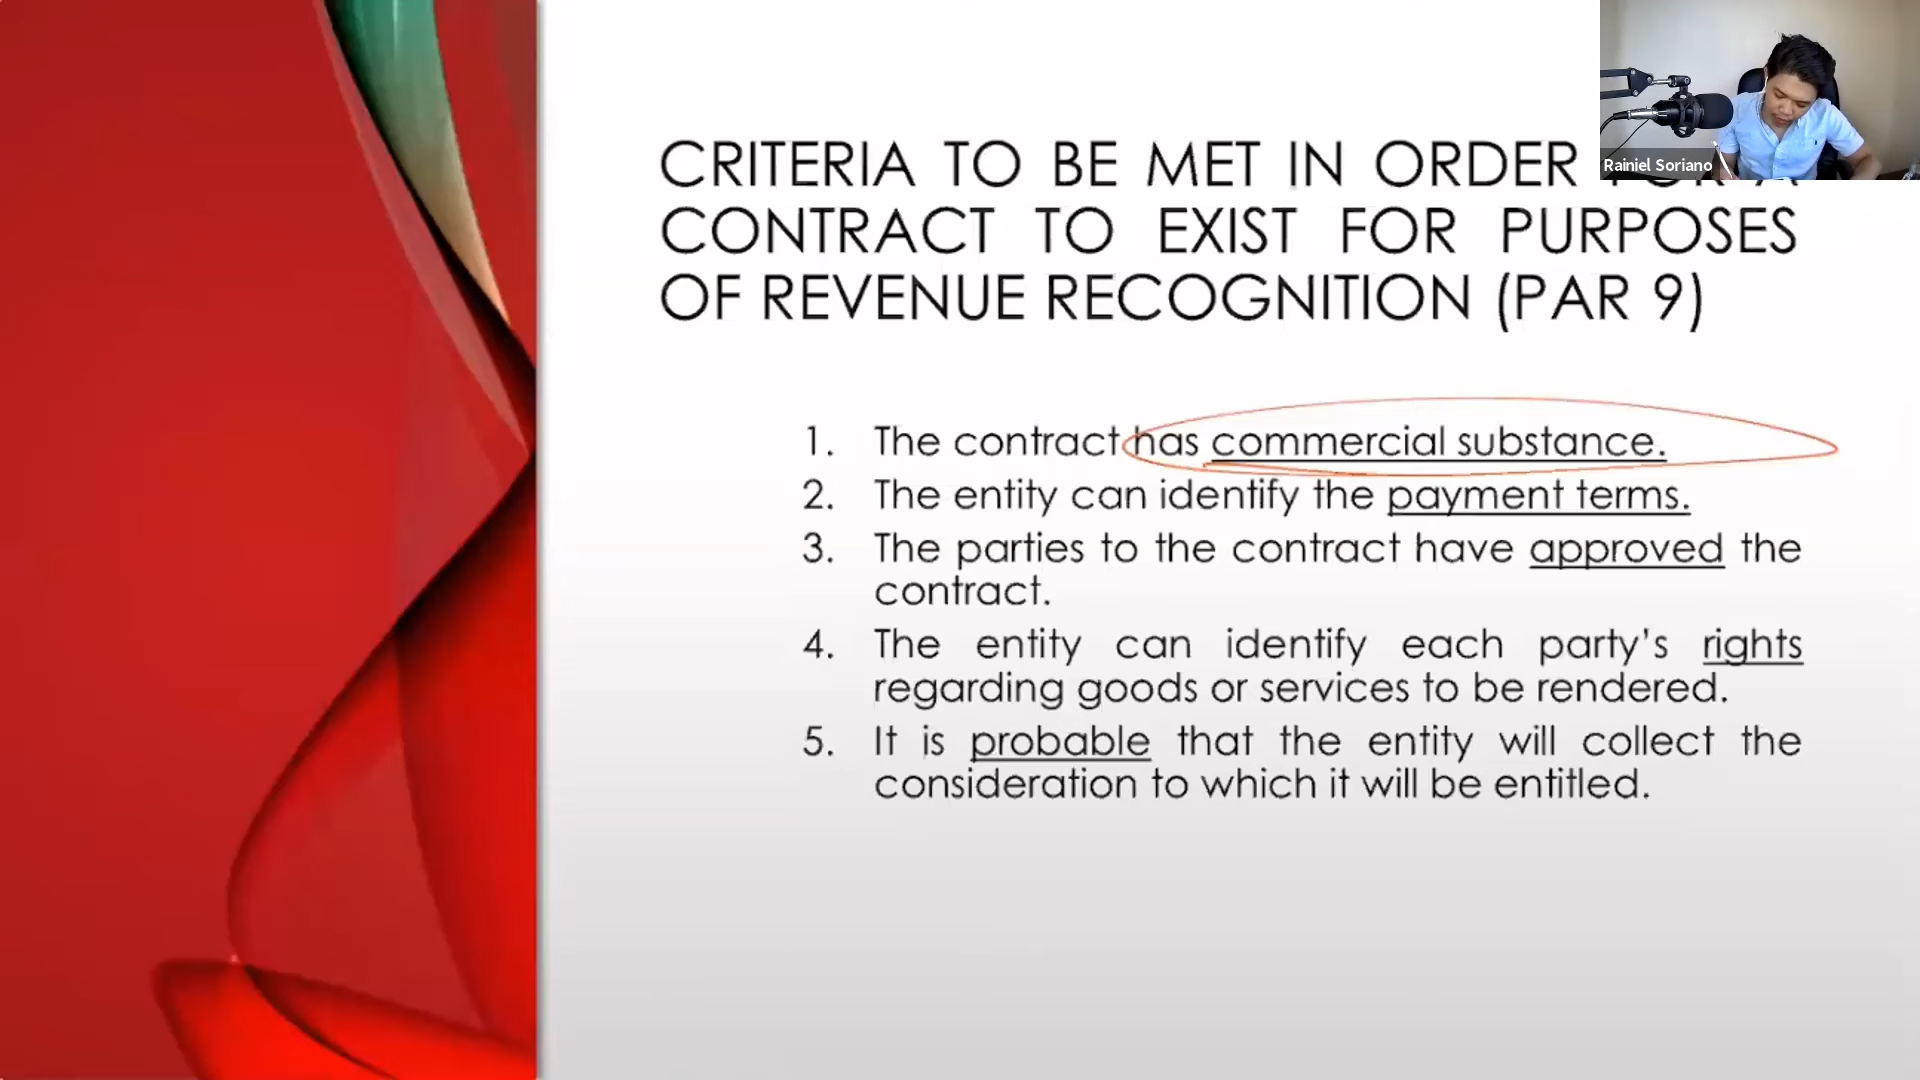 CRITERIA TO BE MET IN ORDER
CONTRACT TO EXIST FOR PURPOSES
OF REVENUE RECOGNITION (PAR 9)
1. The contract has commercial substance.
2. The entity can identify the payment terms.
3. The parties to the contract have approved the
contract.
4. The entity can identify each party's rights
regarding goods or services to be rendered.
5. It is probable that the entity will collect the
consideration to which it will be entitled.
Rainiel Soriano